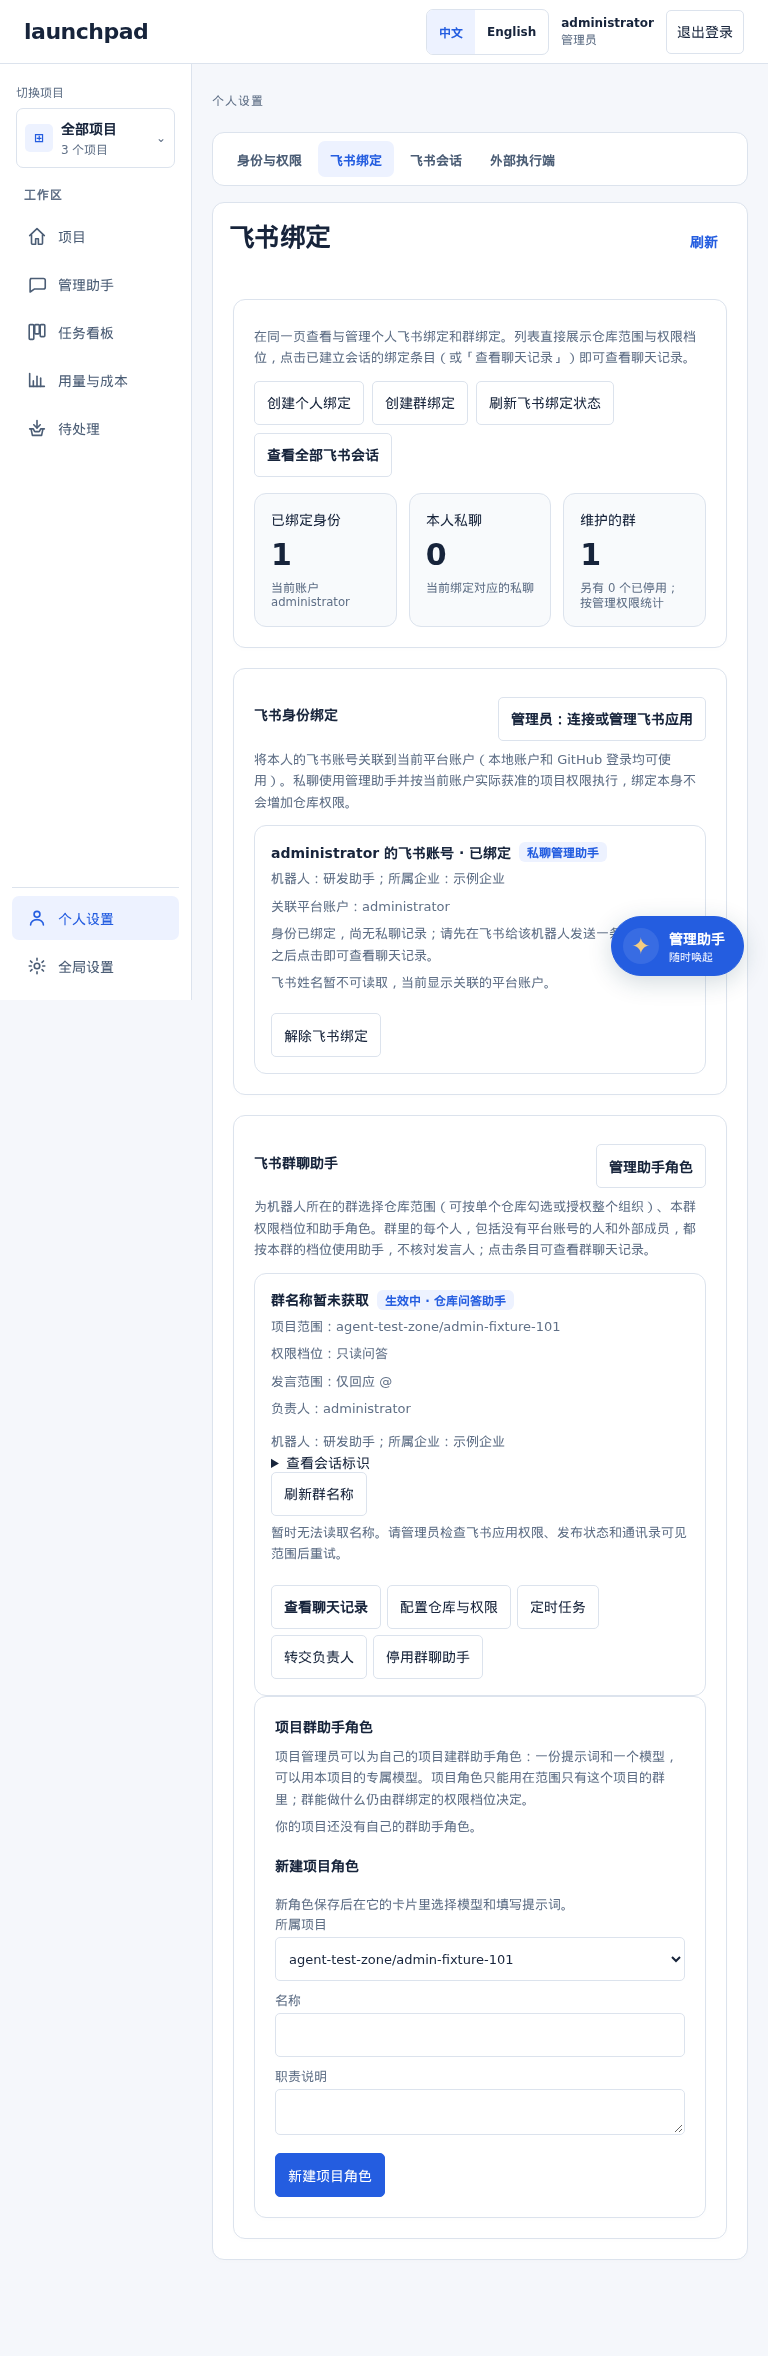 launchpad
中文
English
administrator
管理员
退出登录
切换项目
全部项目
3 个项目
工作区
项目
管理助手
任务看板
用量与成本
待处理
个人设置
全局设置
个人设置
身份与权限
飞书绑定
飞书会话
外部执行端
飞书绑定
刷新
在同一页查看与管理个人飞书绑定和群绑定。列表直接展示仓库范围与权限档
位，点击已建立会话的绑定条目（或「查看聊天记录」）即可查看聊天记录。
创建个人绑定
创建群绑定
刷新飞书绑定状态
查看全部飞书会话
已绑定身份
1
当前账户
administrator
本人私聊
0
当前绑定对应的私聊
维护的群
1
另有 0 个已停用；
按管理权限统计
飞书身份绑定
管理员：连接或管理飞书应用
将本人的飞书账号关联到当前平台账户（本地账户和 GitHub 登录均可使
用）。私聊使用管理助手并按当前账户实际获准的项目权限执行，绑定本身不
会增加仓库权限。
administrator 的飞书账号 · 已绑定
私聊管理助手
机器人：研发助手；所属企业：示例企业
关联平台账户：administrator
身份已绑定，尚无私聊记录；请先在飞书给该机器人发送一
之后点击即可查看聊天记录。
飞书姓名暂不可读取，当前显示关联的平台账户。
解除飞书绑定
管理助手
随时唤起
飞书群聊助手
管理助手角色
为机器人所在的群选择仓库范围（可按单个仓库勾选或授权整个组织）、本群
权限档位和助手角色。群里的每个人，包括没有平台账号的人和外部成员，都
按本群的档位使用助手，不核对发言人；点击条目可查看群聊天记录。
群名称暂未获取
生效中 · 仓库问答助手
项目范围：agent-test-zone/admin-fixture-101
权限档位：只读问答
发言范围：仅回应 @
负责人：administrator
机器人：研发助手；所属企业：示例企业
▶ 查看会话标识
刷新群名称
暂时无法读取名称。请管理员检查飞书应用权限、发布状态和通讯录可见
范围后重试。
查看聊天记录
配置仓库与权限
定时任务
转交负责人
停用群聊助手
项目群助手角色
项目管理员可以为自己的项目建群助手角色：一份提示词和一个模型，
可以用本项目的专属模型。项目角色只能用在范围只有这个项目的群
里；群能做什么仍由群绑定的权限档位决定。
你的项目还没有自己的群助手角色。
新建项目角色
新角色保存后在它的卡片里选择模型和填写提示词。
所属项目
agent-test-zone/admin-fixture-101
名称
职责说明
新建项目角色